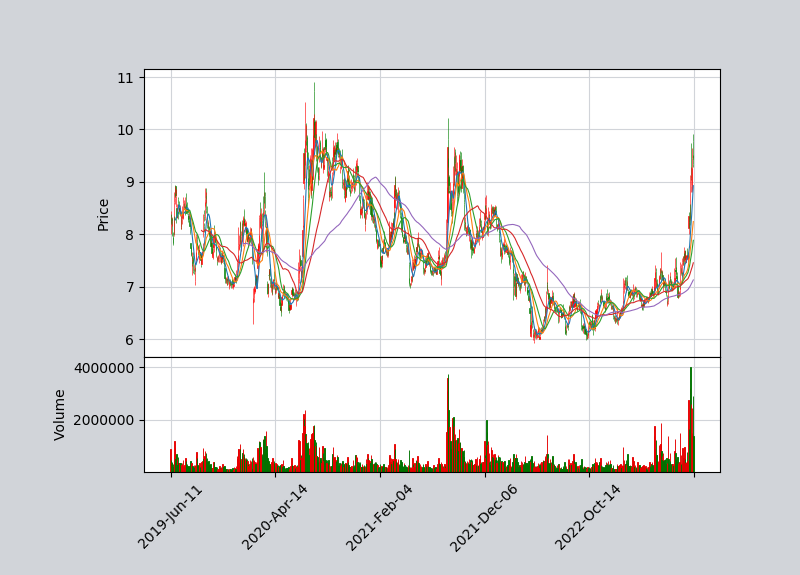 Price
11
10
9
8
7
6
Volume
4000000
2000000
2019-Jun-11
2020-Apr-14
2021-Feb-04
2021-Dec-06
2022-Oct-14